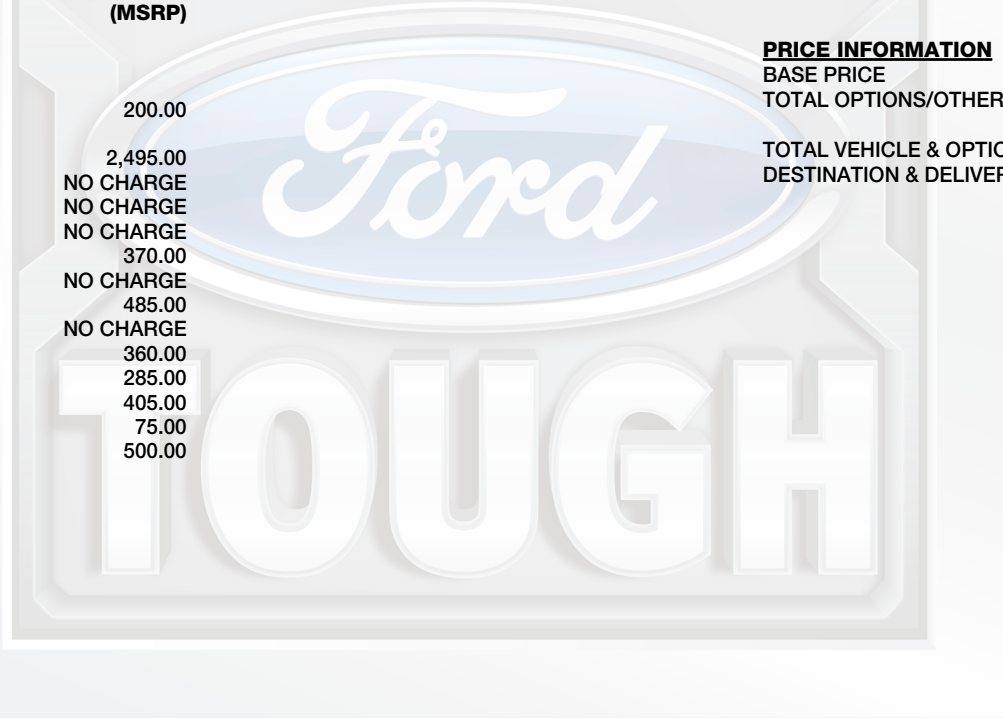 (MSRP)
200.00
2,495.00
NO CHARGE
NO CHARGE
NO CHARGE
370.00
NO CHARGE
485.00
NO CHARGE
360.00
285.00
405.00
75.00
500.00
PRICE INFORMATION
BASE PRICE
TOTAL OPTIONS/OTHER
TOTAL VEHICLE & OPTIO
DESTINATION & DELIVER
Ford
TOUGH